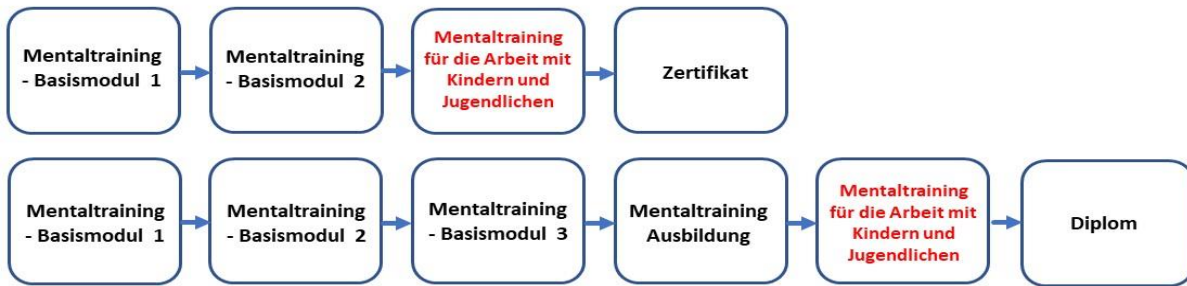 Mentaltraining
- Basismodul 1
Mentaltraining
- Basismodul 2
Mentaltraining
für die Arbeit mit
Kindern und
Jugendlichen
Zertifikat
Mentaltraining
- Basismodul 1
Mentaltraining
- Basismodul 2
Mentaltraining
- Basismodul 3
Mentaltraining
Ausbildung
Mentaltraining
für die Arbeit mit
Kindern und
Jugendlichen
Diplom